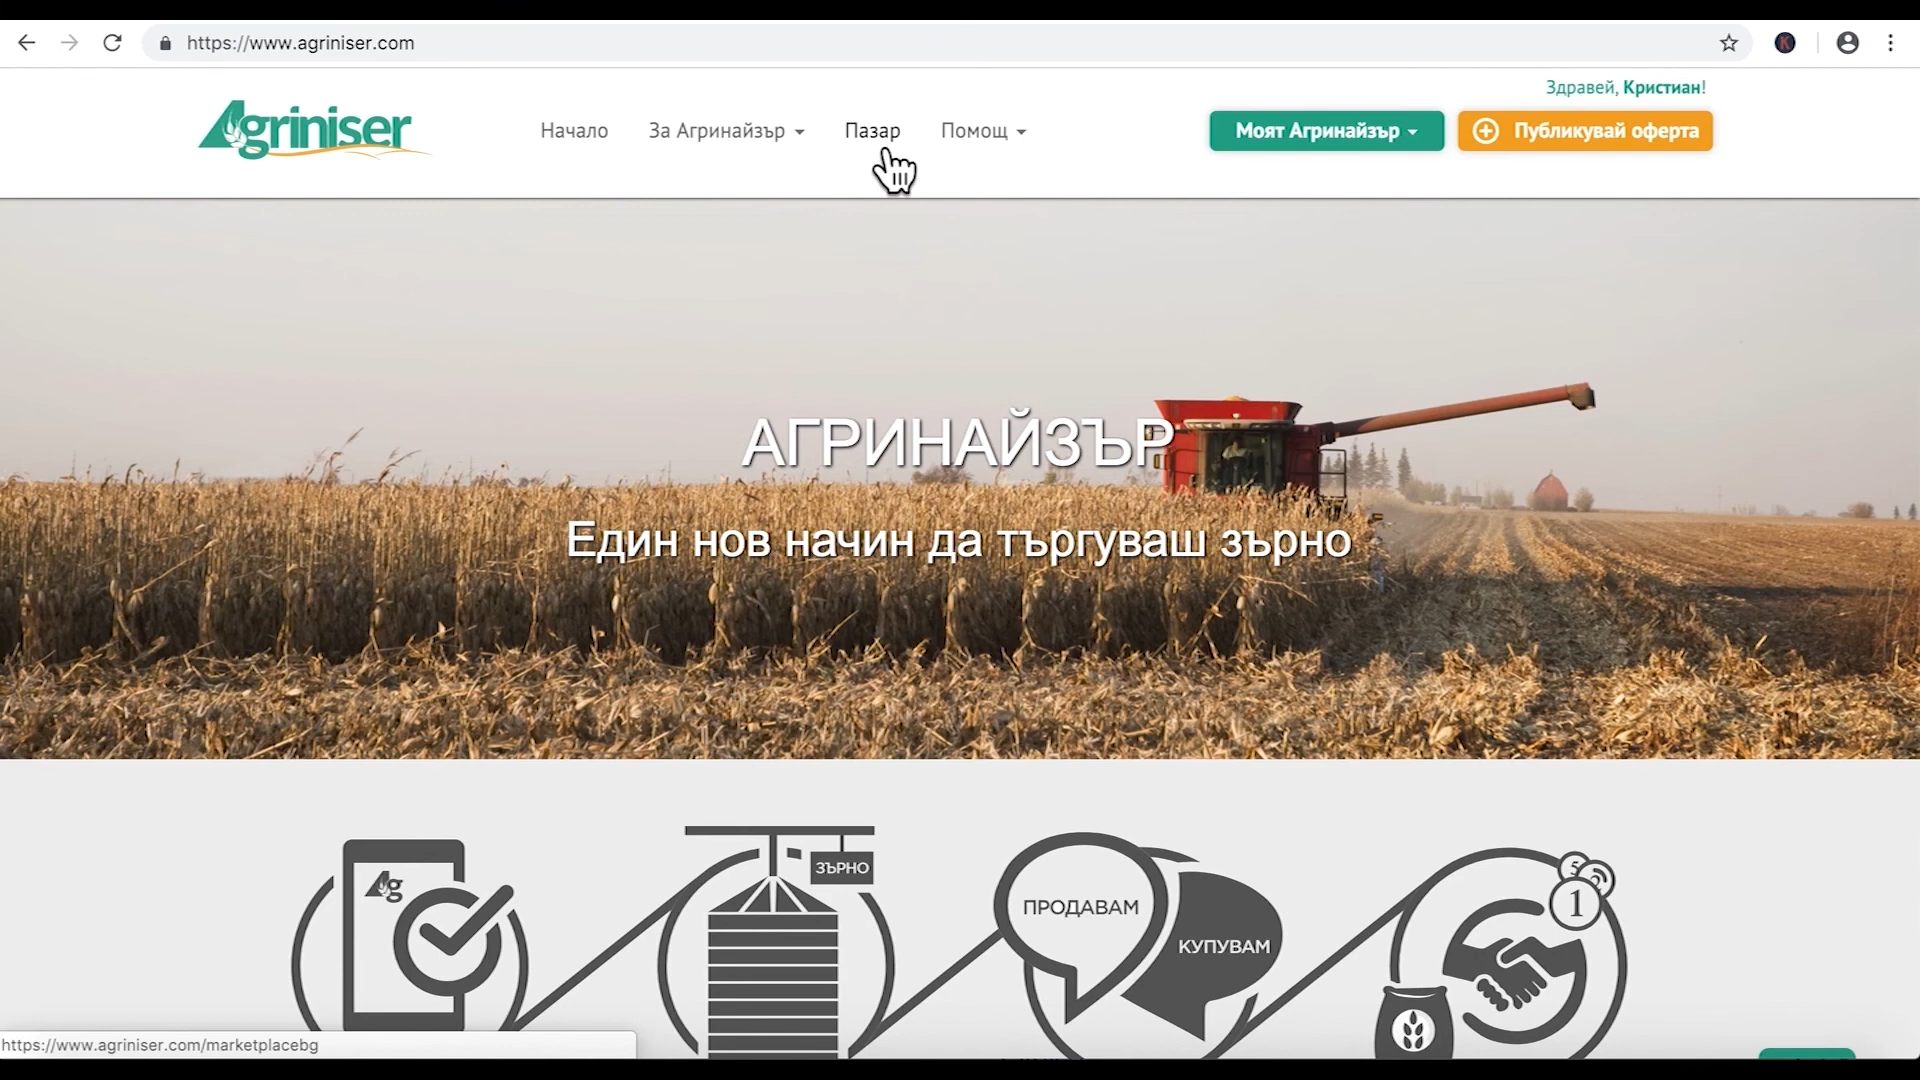 https://www.agriniser.com
K
Здравей, Кристиан!
Agriniser
Начало
За Агринайзър
Пазар
Помощ
Моят Агринайзър
Публикувай оферта
АГРИНАЙЗЪР
Един нов начин да търгуваш зърно
Ag
ЗЪРНО
ПРОДАВАМ
КУПУВАМ
5
1
https://www.agriniser.com/marketplacebg